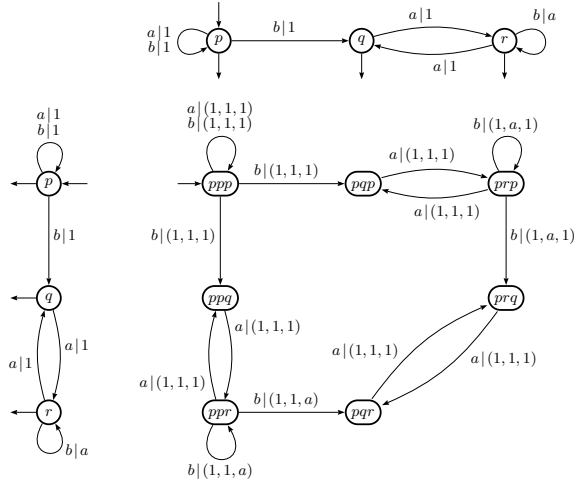 a|1
b|1
p
b|1
q
a|1
a|1
r
b|a
a|1
b|1
p
b|1
q
a|1
a|1
r
b|a
a|(1, 1, 1)
b|(1, 1, 1)
ppp
b|(1, 1, 1)
pqp
a|(1, 1, 1)
a|(1, 1, 1)
prp
b|(1, a, 1)
b|(1, 1, 1)
b|(1, a, 1)
ppq
prq
a|(1, 1, 1)
a|(1, 1, 1)
a|(1, 1, 1)
a|(1, 1, 1)
ppr
b|(1, 1, a)
pqr
b|(1, 1, a)